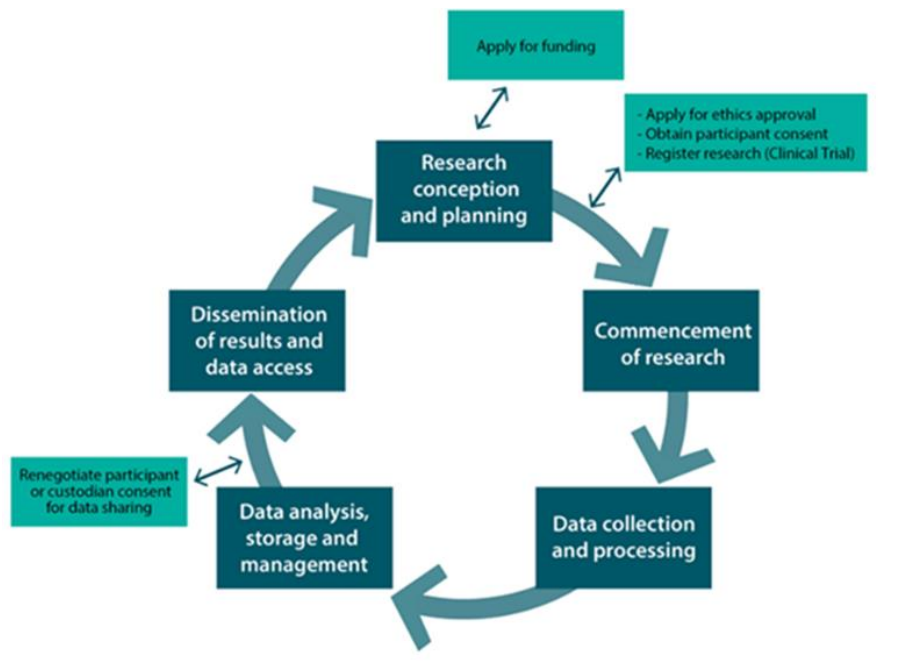 Apply for funding
- Apply for ethics approval
- Obtain participant consent
- Register research (Clinical Trial)
Research
conception
and planning
Commencement
of research
Data collection
and processing
Data analysis,
storage and
management
Renegotiate participant
or custodian consent
for data sharing
Dissemination
of results and
data access